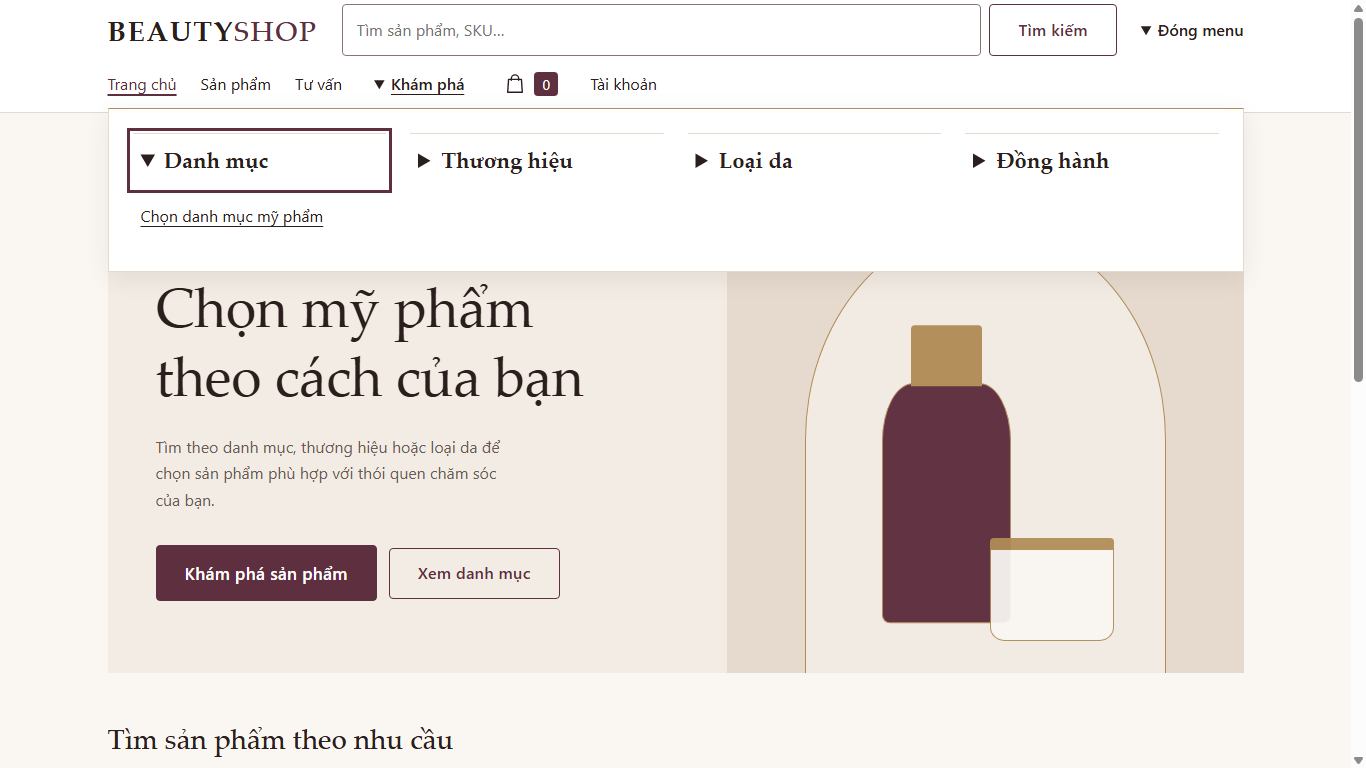 BEAUTYSHOP
Tìm sản phẩm, SKU...
Tìm kiếm
▼ Đóng menu
Trang chủ
Sản phẩm
Tư vấn
▼ Khám phá
0
Tài khoản
▼ Danh mục
▶ Thương hiệu
▶ Loại da
▶ Đồng hành
Chọn danh mục mỹ phẩm
Chọn mỹ phẩm
theo cách của bạn
Tìm theo danh mục, thương hiệu hoặc loại da để
chọn sản phẩm phù hợp với thói quen chăm sóc
của bạn.
Khám phá sản phẩm
Xem danh mục
Tìm sản phẩm theo nhu cầu